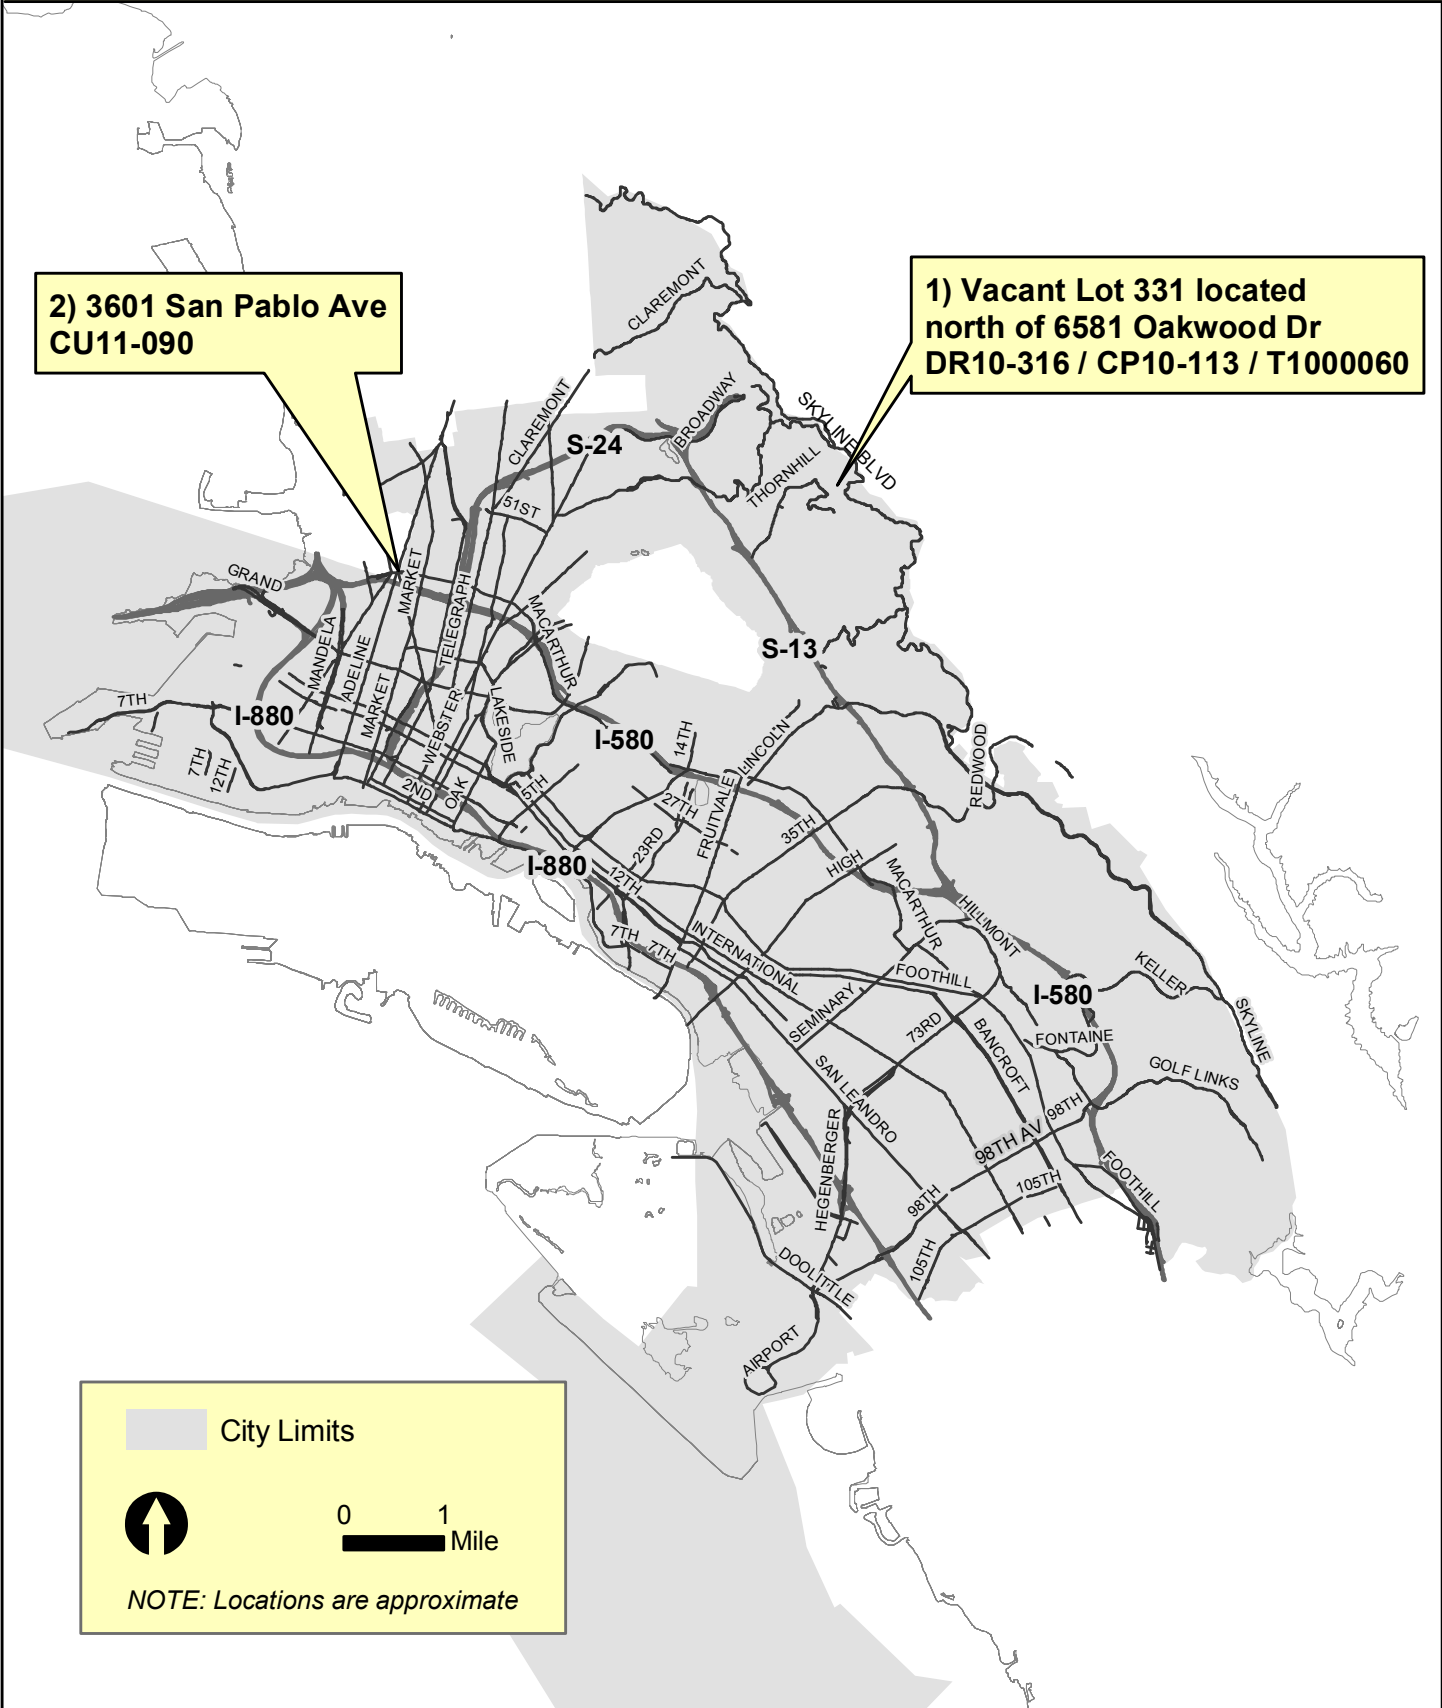 2) 3601 San Pablo Ave
CU11-090
1) Vacant Lot 331 located
north of 6581 Oakwood Dr
DR10-316 / CP10-113 / T1000060
CLAREMONT
CLAREMONT
BROADWAY
SKYLINE BLVD
S-24
THORNHILL
51ST
GRAND
MARKET
TELEGRAPH
MACARTHUR
MANDELA
ADELINE
S-13
7TH
I-880
MARKET
WEBSTER
LAKESIDE
I-580
14TH
LINCOLN
REDWOOD
7TH
12TH
2ND
OAK
5TH
27TH
FRUITVALE
35TH
23RD
HIGH
I-880
12TH
MACARTHUR
HILLMONT
7TH
7TH
INTERNATIONAL
FOOTHILL
KELLER
I-580
SKYLINE
SEMINARY
73RD
BANCROFT
FONTAINE
GOLF LINKS
SAN LEANDRO
98TH
98TH AV
HEGENBERGER
105TH
FOOTHILL
98TH
105TH
DOOLITTLE
AIRPORT
City Limits
0 1
Mile
NOTE: Locations are approximate